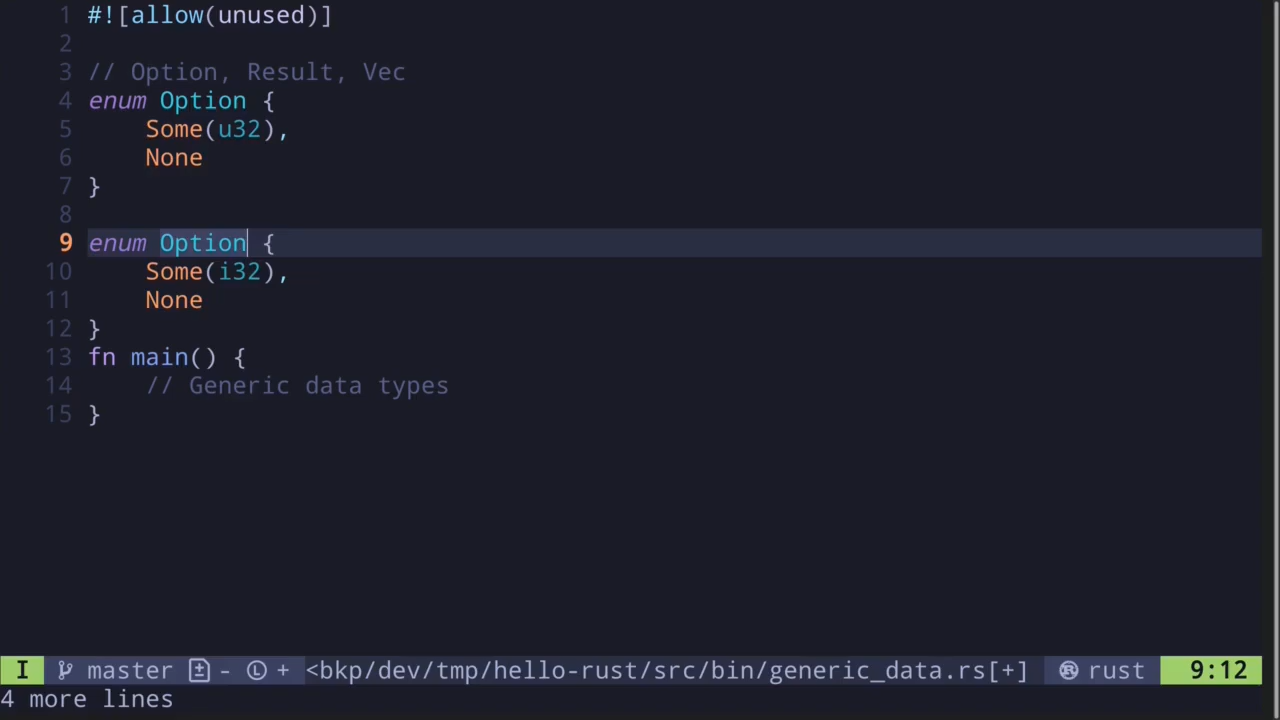 1 #![allow(unused)]
2
3 // Option, Result, Vec
4 enum Option {
5     Some(u32),
6     None
7 }
8
9 enum Option {
10     Some(i32),
11     None
12 }
13 fn main() {
14     // Generic data types
15 }
I master - + <bkp/dev/tmp/hello-rust/src/bin/generic_data.rs[+] rust 9:12
4 more lines